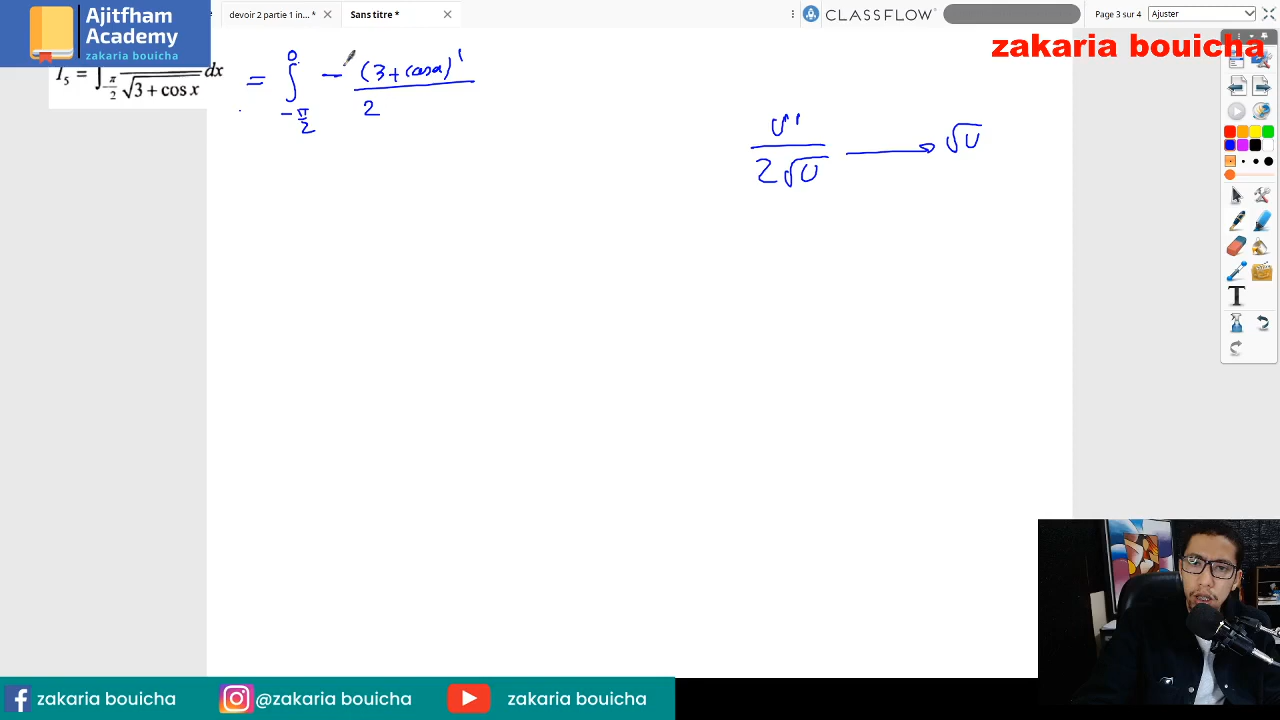 devoir 2 partie 1 in... *
Sans titre *
Page 3 sur 4
Ajuster
CLASSFLOW
Ajitfham
Academy
zakaria bouicha
zakaria bouicha
I₅ = ∫_{-π/2} / √(3 + cos x) dx = ∫_{-π/2}^{0} - (3+cosx)' / 2
U' / 2√U → √U
T
zakaria bouicha
@zakaria bouicha
zakaria bouicha